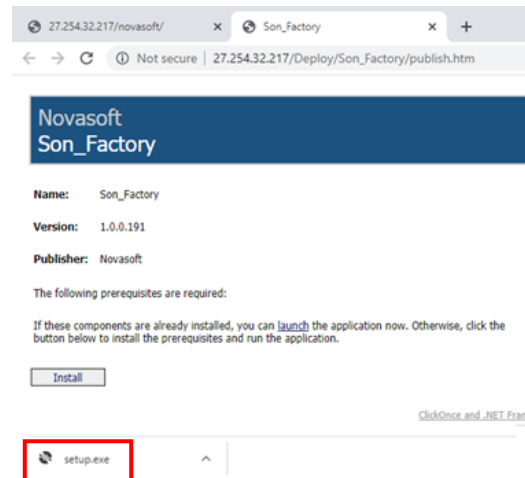 27.254.32.217/novasoft/
Son_Factory
Not secure | 27.254.32.217/Deploy/Son_Factory/publish.htm
Novasoft
Son_Factory
Name: Son_Factory
Version: 1.0.0.191
Publisher: Novasoft
The following prerequisites are required:
If these components are already installed, you can launch the application now. Otherwise, click the
button below to install the prerequisites and run the application.
Install
ClickOnce and .NET Fram
setup.exe